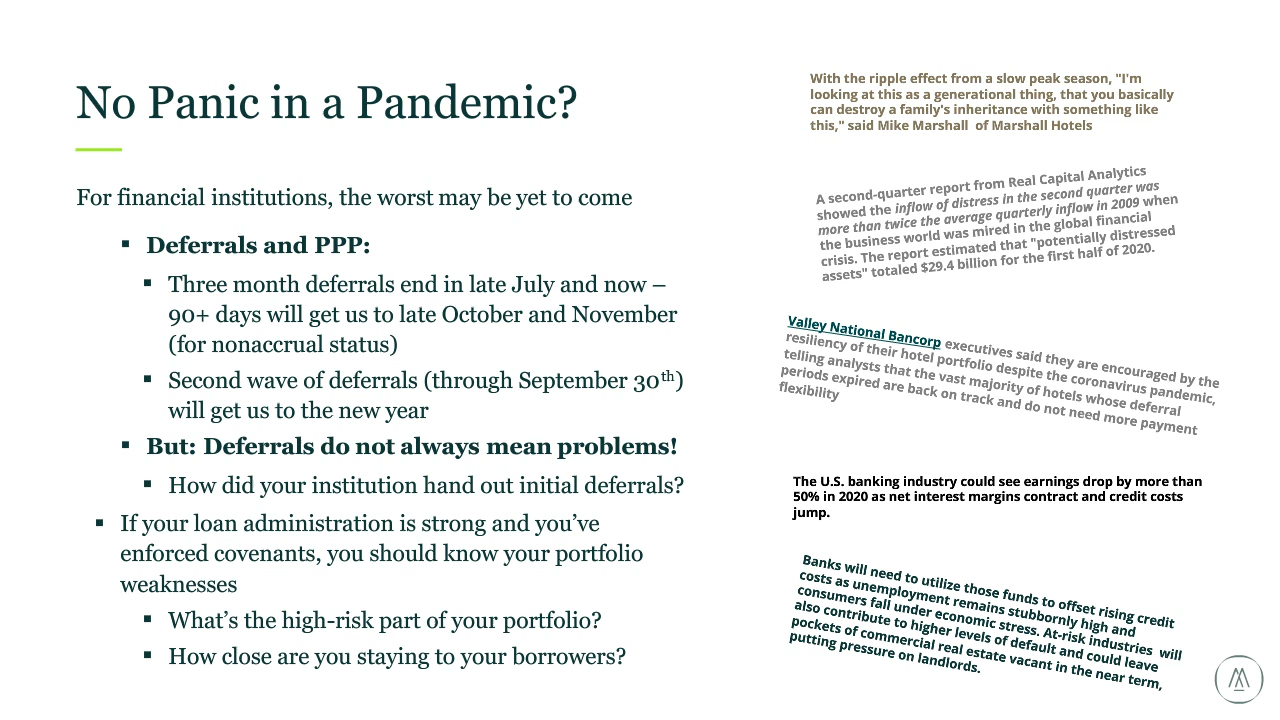 No Panic in a Pandemic?
For financial institutions, the worst may be yet to come
▪ Deferrals and PPP:
▪ Three month deferrals end in late July and now –
90+ days will get us to late October and November
(for nonaccrual status)
▪ Second wave of deferrals (through September 30th)
will get us to the new year
▪ But: Deferrals do not always mean problems!
▪ How did your institution hand out initial deferrals?
▪ If your loan administration is strong and you’ve
enforced covenants, you should know your portfolio
weaknesses
▪ What’s the high-risk part of your portfolio?
▪ How close are you staying to your borrowers?
With the ripple effect from a slow peak season, "I'm
looking at this as a generational thing, that you basically
can destroy a family's inheritance with something like
this," said Mike Marshall  of Marshall Hotels
A second-quarter report from Real Capital Analytics
showed the inflow of distress in the second quarter was
more than twice the average quarterly inflow in 2009 when
the business world was mired in the global financial
crisis. The report estimated that "potentially distressed
assets" totaled $29.4 billion for the first half of 2020.
Valley National Bancorp executives said they are encouraged by the
resiliency of their hotel portfolio despite the coronavirus pandemic,
telling analysts that the vast majority of hotels whose deferral
periods expired are back on track and do not need more payment
flexibility
The U.S. banking industry could see earnings drop by more than
50% in 2020 as net interest margins contract and credit costs
jump.
Banks will need to utilize those funds to offset rising credit
costs as unemployment remains stubbornly high and
consumers fall under economic stress. At-risk industries  will
also contribute to higher levels of default and could leave
pockets of commercial real estate vacant in the near term,
putting pressure on landlords.